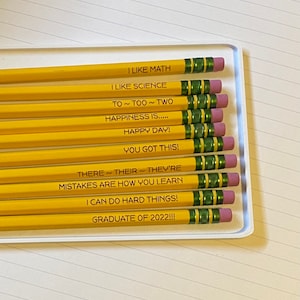 I LIKE MATH
I LIKE SCIENCE
TO ~ TOO ~ TWO
HAPPINESS IS.....
HAPPY DAY!
YOU GOT THIS!
THERE ~ THEIR ~ THEY'RE
MISTAKES ARE HOW YOU LEARN
I CAN DO HARD THINGS!
GRADUATE OF 2022!!!